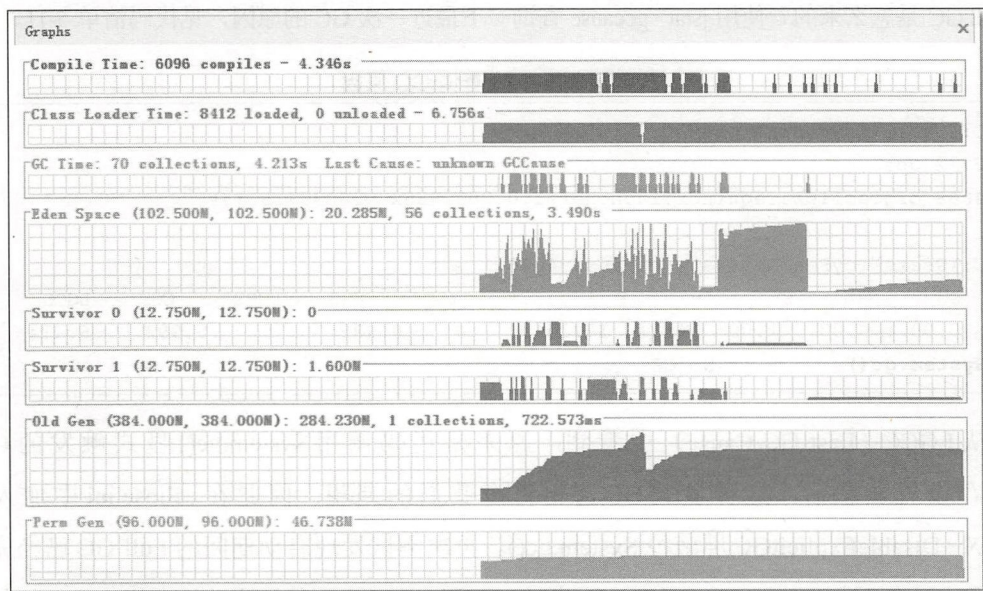 Graphs ×
Compile Time: 6096 compiles - 4.346s
Class Loader Time: 8412 loaded, 0 unloaded - 6.756s
GC Time: 70 collections, 4.213s Last Cause: unknown GCCause
Eden Space (102.500M, 102.500M): 20.285M, 56 collections, 3.490s
Survivor 0 (12.750M, 12.750M): 0
Survivor 1 (12.750M, 12.750M): 1.600M
Old Gen (384.000M, 384.000M): 284.230M, 1 collections, 722.573ms
Perm Gen (96.000M, 96.000M): 46.738M